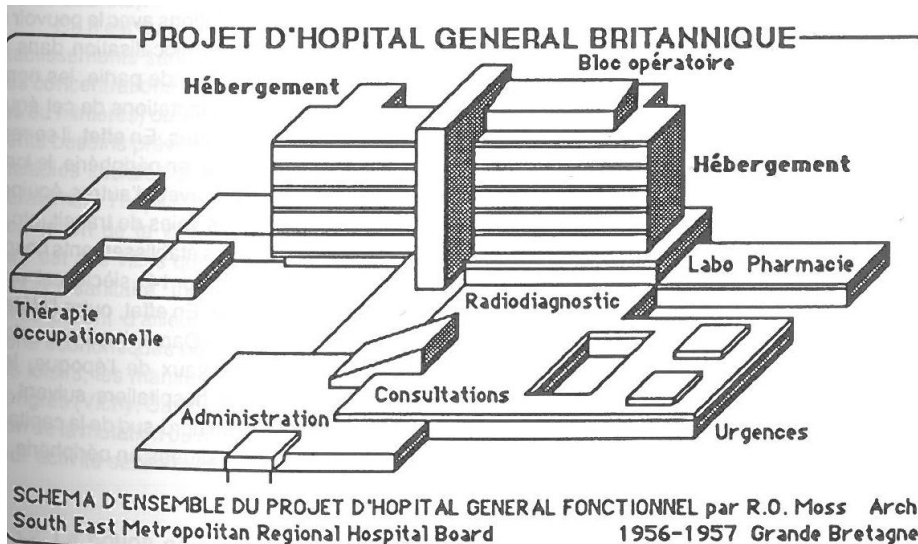 PROJET D'HOPITAL GENERAL BRITANNIQUE
Bloc opératoire
Hébergement
Hébergement
Labo Pharmacie
Radiodiagnostic
Thérapie
occupationnelle
Consultations
Administration
Urgences
SCHEMA D'ENSEMBLE DU PROJET D'HOPITAL GENERAL FONCTIONNEL par R.O. Moss Arch
South East Metropolitan Regional Hospital Board 1956-1957 Grande Bretagne